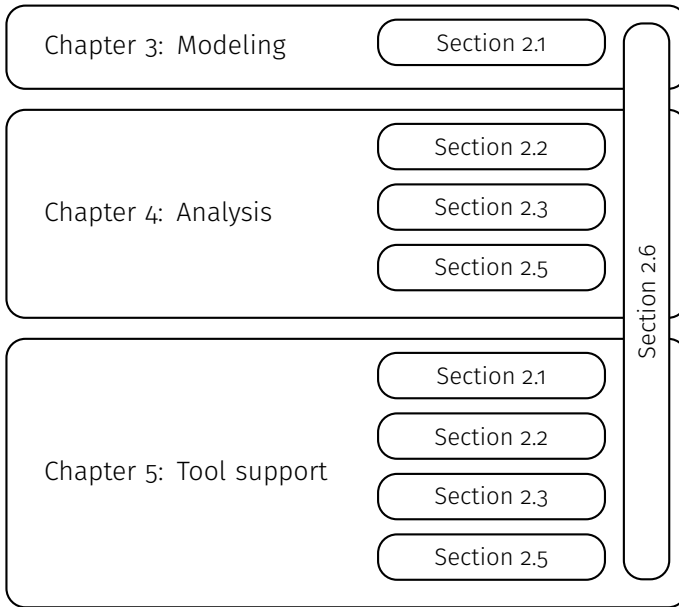 Chapter 3: Modeling
Section 2.1
Chapter 4: Analysis
Section 2.2
Section 2.3
Section 2.5
Chapter 5: Tool support
Section 2.1
Section 2.2
Section 2.3
Section 2.5
Section 2.6